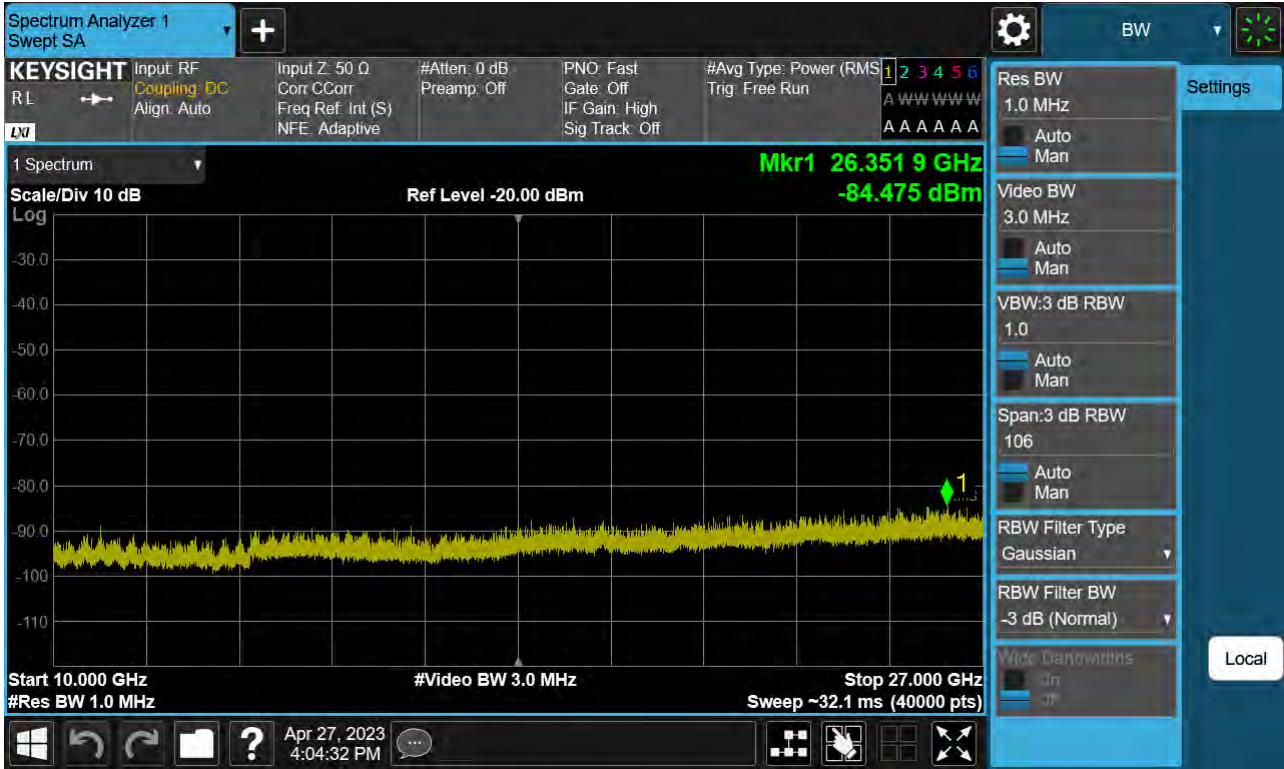 Spectrum Analyzer 1
Swept SA
+
BW
KEYSIGHT
RL
LXI
Input: RF
Coupling: DC
Align: Auto
Input Z: 50 Ω
Corr CCorr
Freq Ref: Int (S)
NFE: Adaptive
#Atten: 0 dB
Preamp: Off
PNO: Fast
Gate: Off
IF Gain: High
Sig Track: Off
#Avg Type: Power (RMS
Trig: Free Run
1 2 3 4 5 6
A W W W W W
A A A A A A
1 Spectrum
Mkr1 26.351 9 GHz
-84.475 dBm
Scale/Div 10 dB
Ref Level -20.00 dBm
Log
-30.0
-40.0
-50.0
-60.0
-70.0
-80.0
-90.0
-100
-110
1
Start 10.000 GHz
#Video BW 3.0 MHz
Stop 27.000 GHz
#Res BW 1.0 MHz
Sweep ~32.1 ms (40000 pts)
Res BW
1.0 MHz
Auto
Man
Video BW
3.0 MHz
Auto
Man
VBW:3 dB RBW
1.0
Auto
Man
Span:3 dB RBW
106
Auto
Man
RBW Filter Type
Gaussian
RBW Filter BW
-3 dB (Normal)
Settings
Local
?
Apr 27, 2023
4:04:32 PM